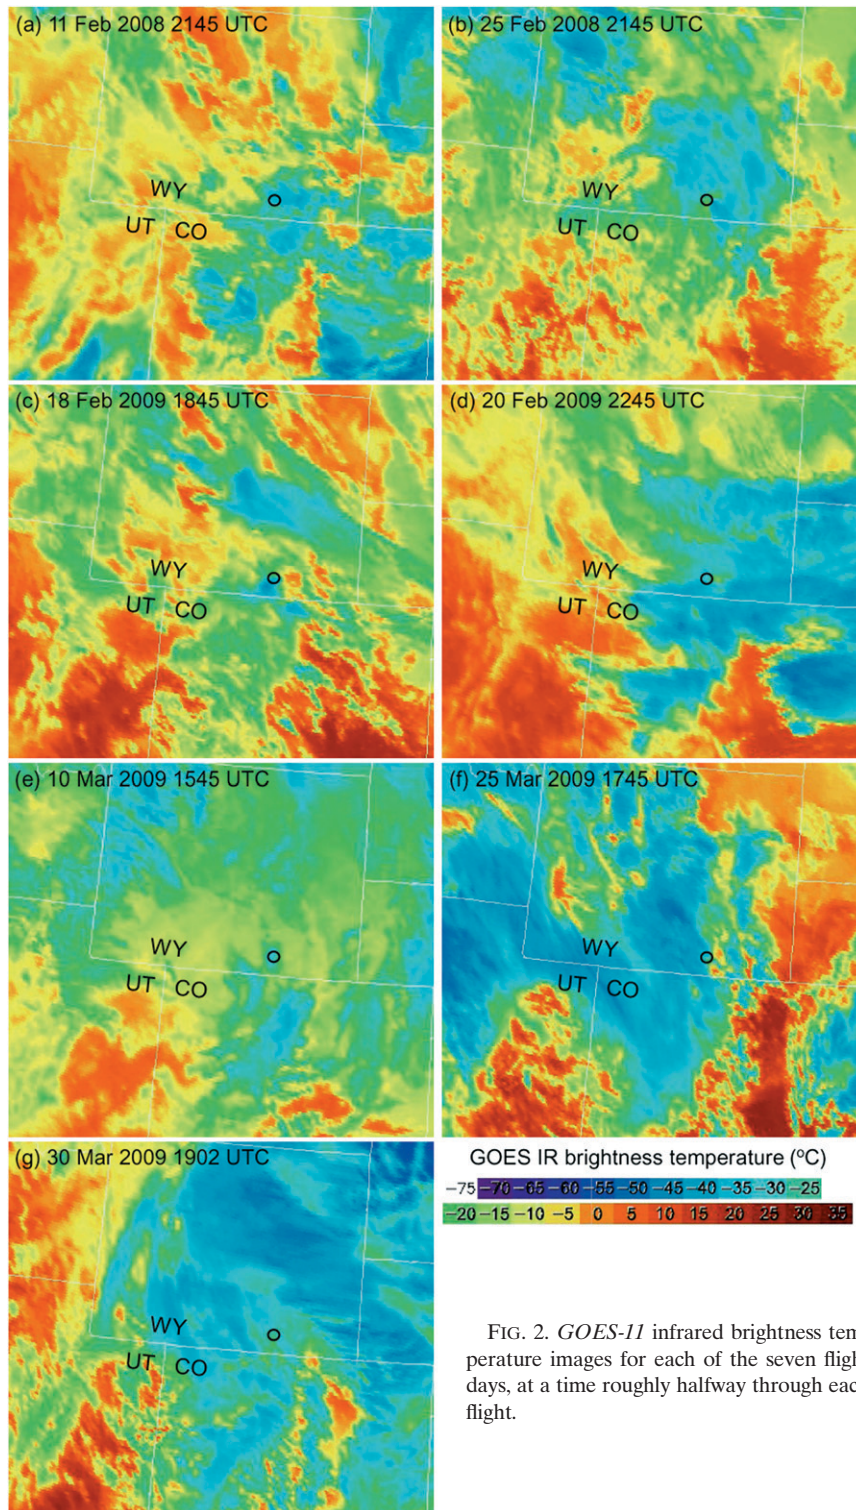 (a) 11 Feb 2008 2145 UTC
(b) 25 Feb 2008 2145 UTC
WY
UT CO
WY
UT CO
(c) 18 Feb 2009 1845 UTC
(d) 20 Feb 2009 2245 UTC
WY
UT CO
WY
UT CO
(e) 10 Mar 2009 1545 UTC
(f) 25 Mar 2009 1745 UTC
WY
UT CO
WY
UT CO
(g) 30 Mar 2009 1902 UTC
WY
UT CO
GOES IR brightness temperature (°C)
−75 −70 −65 −60 −55 −50 −45 −40 −35 −30 −25
−20 −15 −10 −5 0 5 10 15 20 25 30 35
FIG. 2. GOES-11 infrared brightness tem-
perature images for each of the seven fligh
days, at a time roughly halfway through eac
flight.